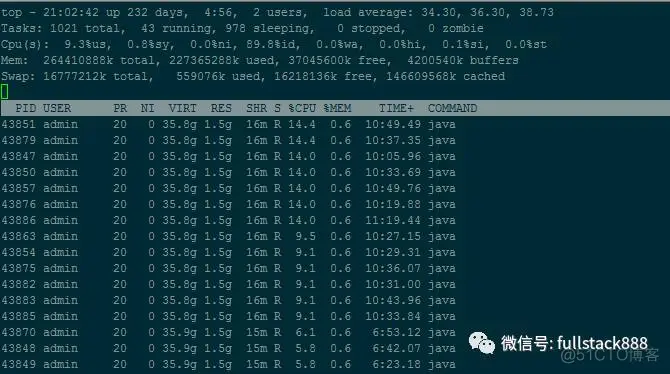 top - 21:02:42 up 232 days,  4:56,  2 users,  load average: 34.30, 36.30, 38.73
Tasks: 1021 total,  43 running, 978 sleeping,   0 stopped,   0 zombie
Cpu(s):  9.3%us,  0.8%sy,  0.0%ni, 89.8%id,  0.0%wa,  0.0%hi,  0.1%si,  0.0%st
Mem:  264410888k total, 227365288k used, 37045600k free,  4200540k buffers
Swap: 16777212k total,   559076k used, 16218136k free, 146609568k cached
PID USER PR NI VIRT RES SHR S %CPU %MEM TIME+ COMMAND
43851 admin 20 0 35.8g 1.5g 16m R 14.4 0.6 10:49.49 java
43879 admin 20 0 35.8g 1.5g 16m R 14.4 0.6 10:37.35 java
43847 admin 20 0 35.8g 1.5g 16m R 14.0 0.6 10:05.96 java
43850 admin 20 0 35.8g 1.5g 16m R 14.0 0.6 10:33.69 java
43857 admin 20 0 35.8g 1.5g 16m R 14.0 0.6 10:49.76 java
43876 admin 20 0 35.8g 1.5g 16m R 14.0 0.6 10:19.88 java
43886 admin 20 0 35.8g 1.5g 16m R 14.0 0.6 11:19.44 java
43863 admin 20 0 35.8g 1.5g 16m R 9.5 0.6 10:27.15 java
43854 admin 20 0 35.8g 1.5g 16m R 9.1 0.6 10:29.31 java
43875 admin 20 0 35.8g 1.5g 16m R 9.1 0.6 10:36.07 java
43882 admin 20 0 35.8g 1.5g 16m R 9.1 0.6 10:31.00 java
43883 admin 20 0 35.8g 1.5g 16m R 9.1 0.6 10:43.96 java
43885 admin 20 0 35.8g 1.5g 16m R 9.1 0.6 10:33.84 java
43870 admin 20 0 35.9g 1.5g 15m R 6.1 0.6 6:53.12 java
43848 admin 20 0 35.9g 1.5g 15m R 5.8 0.6 6:42.07 java
43849 admin 20 0 35.9g 1.5g 15m R 5.8 0.6 6:23.18 java
微信号: fullstack888
@51CTO博客